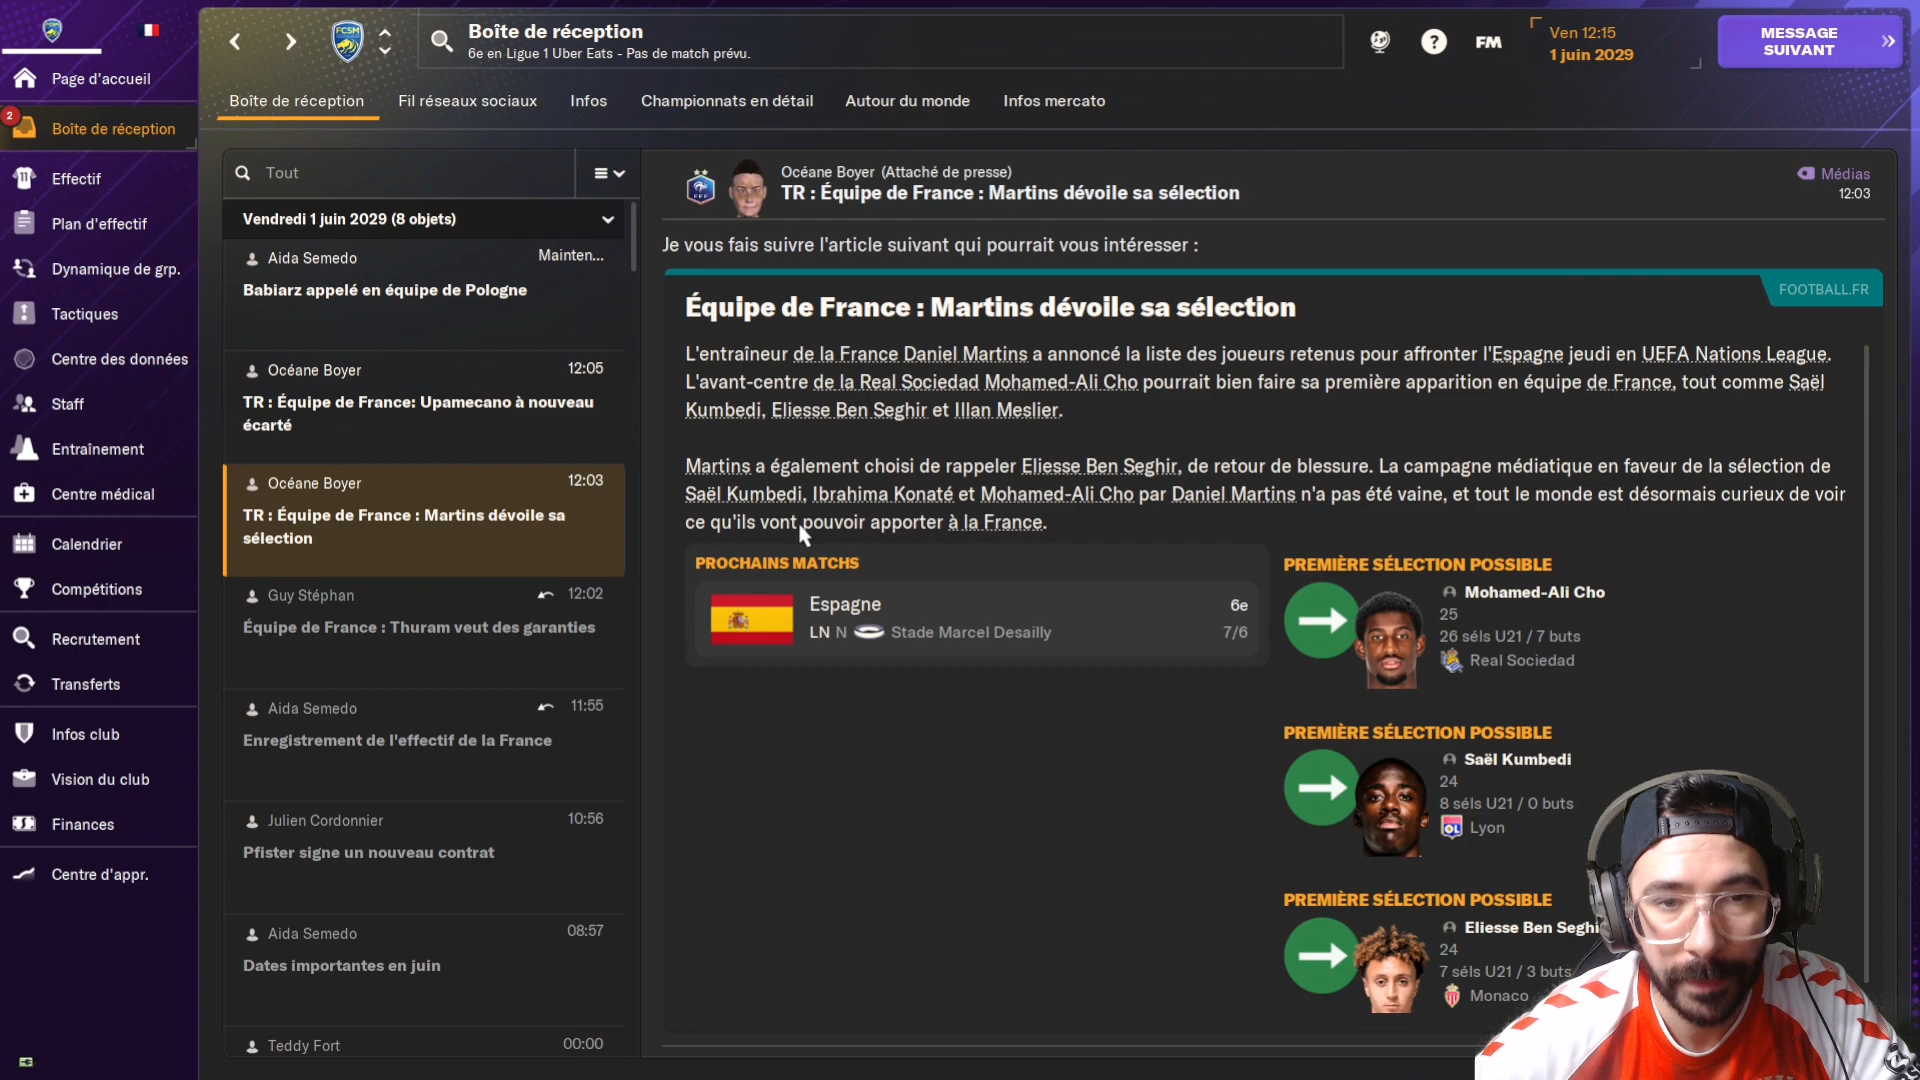 Boîte de réception
6e en Ligue 1 Uber Eats - Pas de match prévu.
FM
Ven 12:15
1 juin 2029
MESSAGE
SUIVANT
Page d'accueil
2
Boîte de réception
Effectif
Plan d'effectif
Dynamique de grp.
Tactiques
Centre des données
Staff
Entraînement
Centre médical
Calendrier
Compétitions
Recrutement
Transferts
Infos club
Vision du club
Finances
Centre d'appr.
Boîte de réception
Fil réseaux sociaux
Infos
Championnats en détail
Autour du monde
Infos mercato
Tout
Vendredi 1 juin 2029 (8 objets)
Aida Semedo Mainten...
Babiarz appelé en équipe de Pologne
Océane Boyer 12:05
TR : Équipe de France: Upamecano à nouveau
écarté
Océane Boyer 12:03
TR : Équipe de France : Martins dévoile sa
sélection
Guy Stéphan 12:02
Équipe de France : Thuram veut des garanties
Aida Semedo 11:55
Enregistrement de l'effectif de la France
Julien Cordonnier 10:56
Pfister signe un nouveau contrat
Aida Semedo 08:57
Dates importantes en juin
Teddy Fort 00:00
Océane Boyer (Attaché de presse)
TR : Équipe de France : Martins dévoile sa sélection
Médias
12:03
Je vous fais suivre l'article suivant qui pourrait vous intéresser :
FOOTBALL.FR
Équipe de France : Martins dévoile sa sélection
L'entraîneur de la France Daniel Martins a annoncé la liste des joueurs retenus pour affronter l'Espagne jeudi en UEFA Nations League.
L'avant-centre de la Real Sociedad Mohamed-Ali Cho pourrait bien faire sa première apparition en équipe de France, tout comme Saël
Kumbedi, Eliesse Ben Seghir et Illan Meslier.
Martins a également choisi de rappeler Eliesse Ben Seghir, de retour de blessure. La campagne médiatique en faveur de la sélection de
Saël Kumbedi, Ibrahima Konaté et Mohamed-Ali Cho par Daniel Martins n'a pas été vaine, et tout le monde est désormais curieux de voir
ce qu'ils vont pouvoir apporter à la France.
PROCHAINS MATCHS
Espagne 6e
LN N Stade Marcel Desailly 7/6
PREMIÈRE SÉLECTION POSSIBLE
Mohamed-Ali Cho
25
26 séls U21 / 7 buts
Real Sociedad
PREMIÈRE SÉLECTION POSSIBLE
Saël Kumbedi
24
8 séls U21 / 0 buts
Lyon
PREMIÈRE SÉLECTION POSSIBLE
Eliesse Ben Seghi
24
7 séls U21 / 3 buts
Monaco